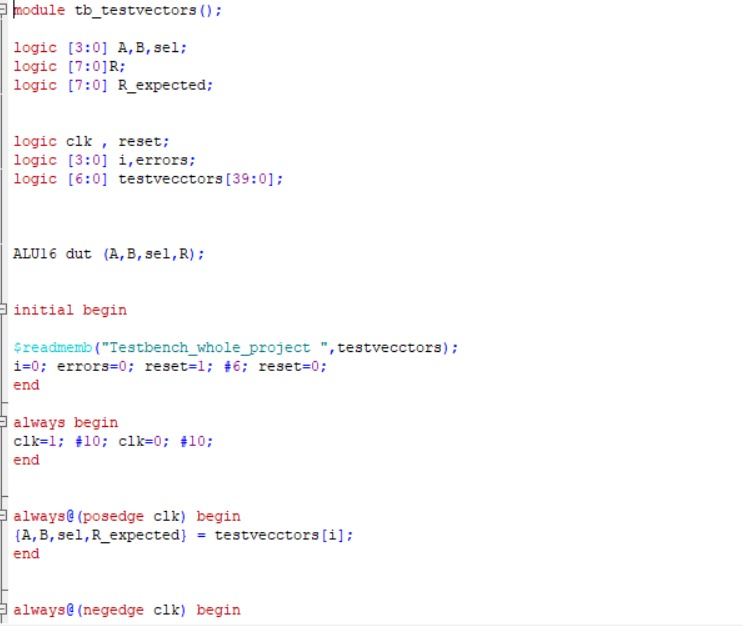 module tb_testvectors();
logic [3:0] A,B,sel;
logic [7:0]R;
logic [7:0] R_expected;
logic clk , reset;
logic [3:0] i,errors;
logic [6:0] testvecctors[39:0];
ALU16 dut (A,B,sel,R);
initial begin
$readmemb("Testbench_whole_project ",testvecctors);
i=0; errors=0; reset=1; #6; reset=0;
end
always begin
clk=1; #10; clk=0; #10;
end
always@(posedge clk) begin
{A,B,sel,R_expected} = testvecctors[i];
end
always@(negedge clk) begin